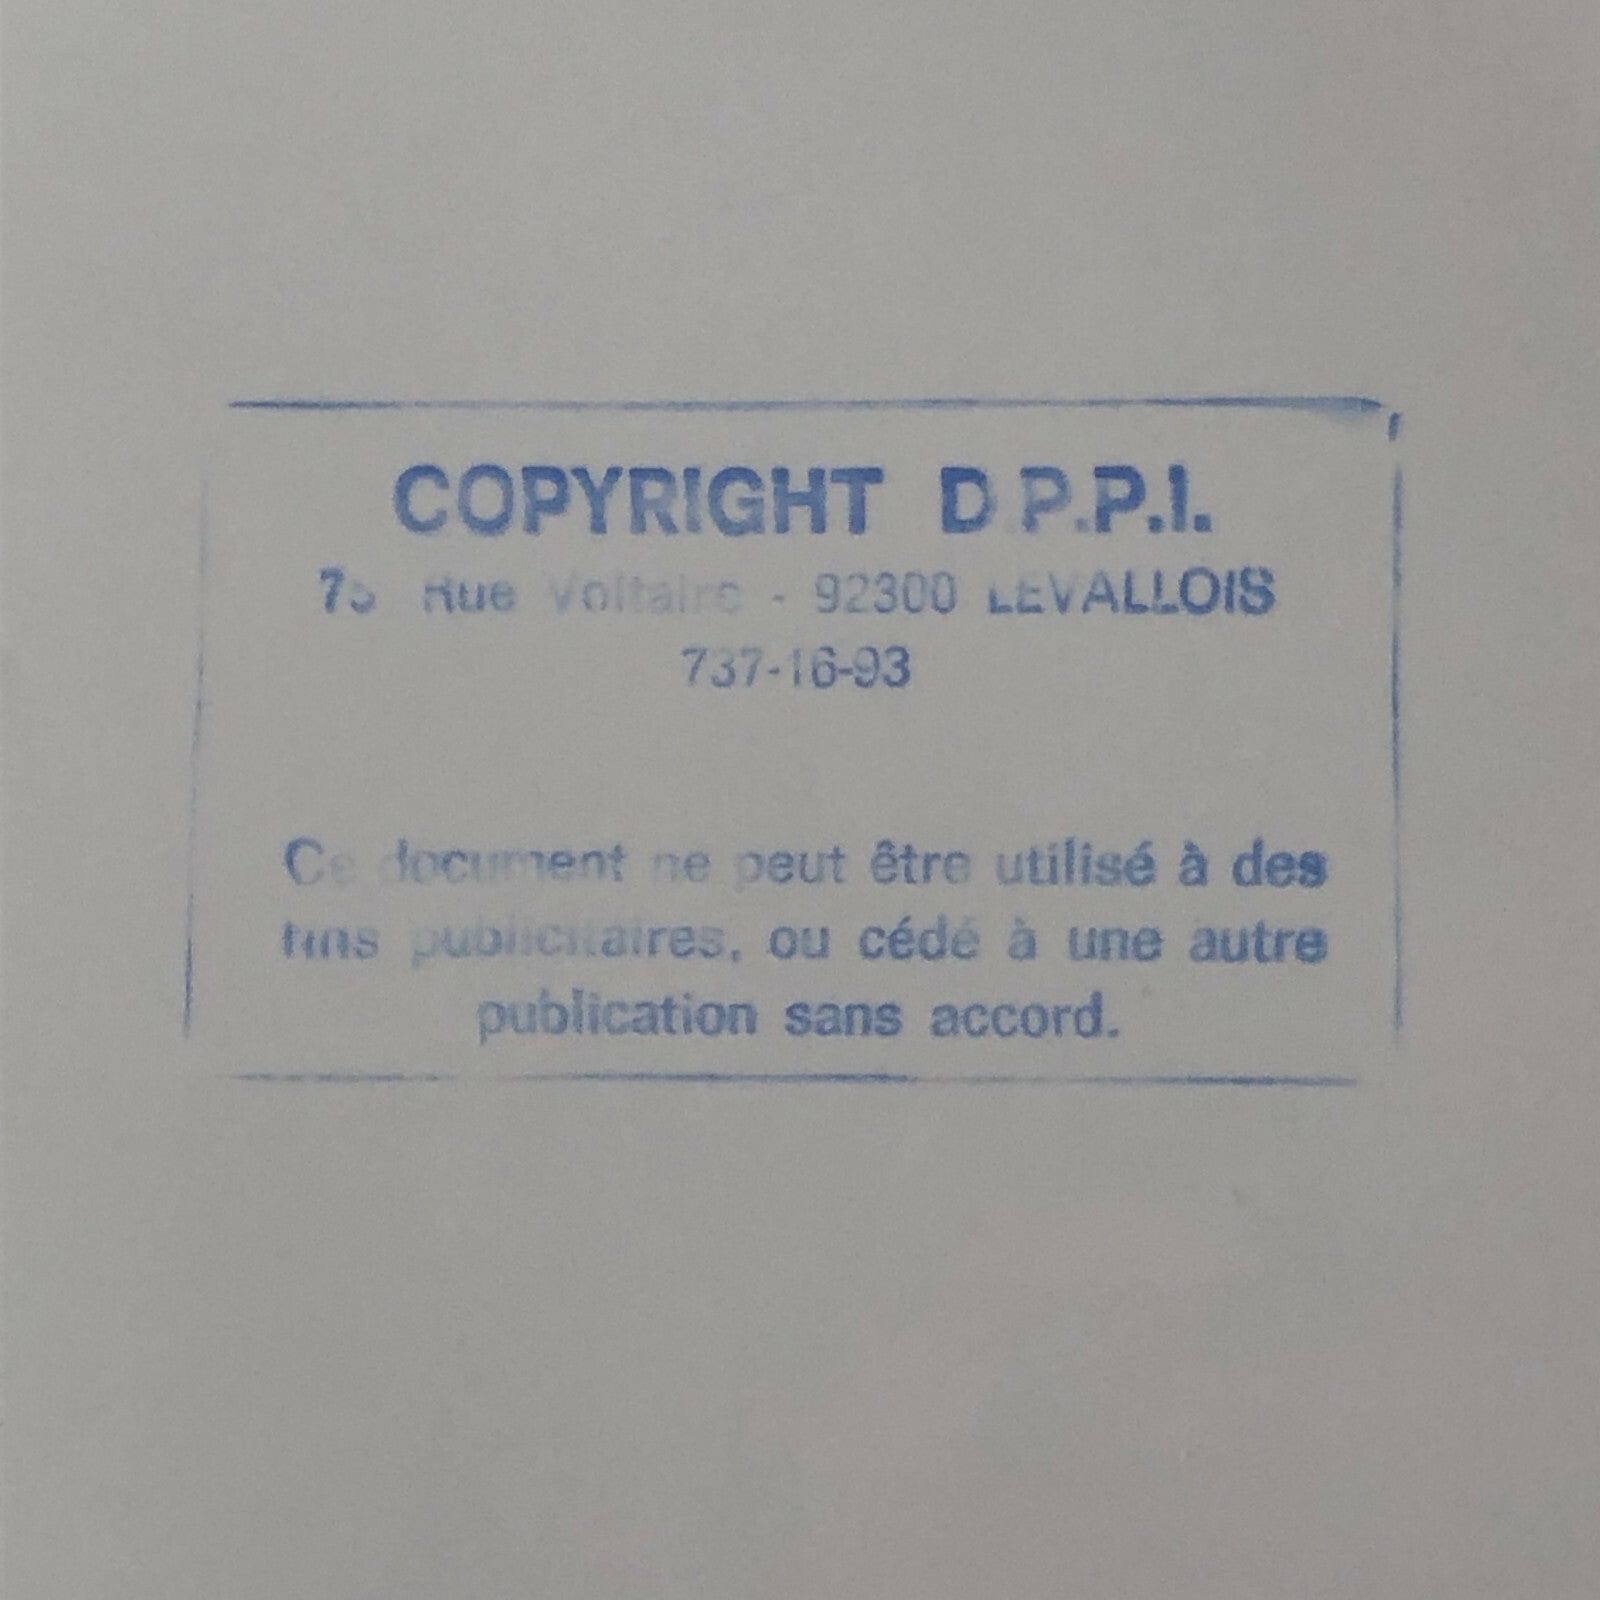 COPYRIGHT D.P.P.I.
75 Rue Voltaire - 92300 LEVALLOIS
737-16-93
Ce document ne peut être utilisé à des
fins publicitaires, ou cédé à une autre
publication sans accord.